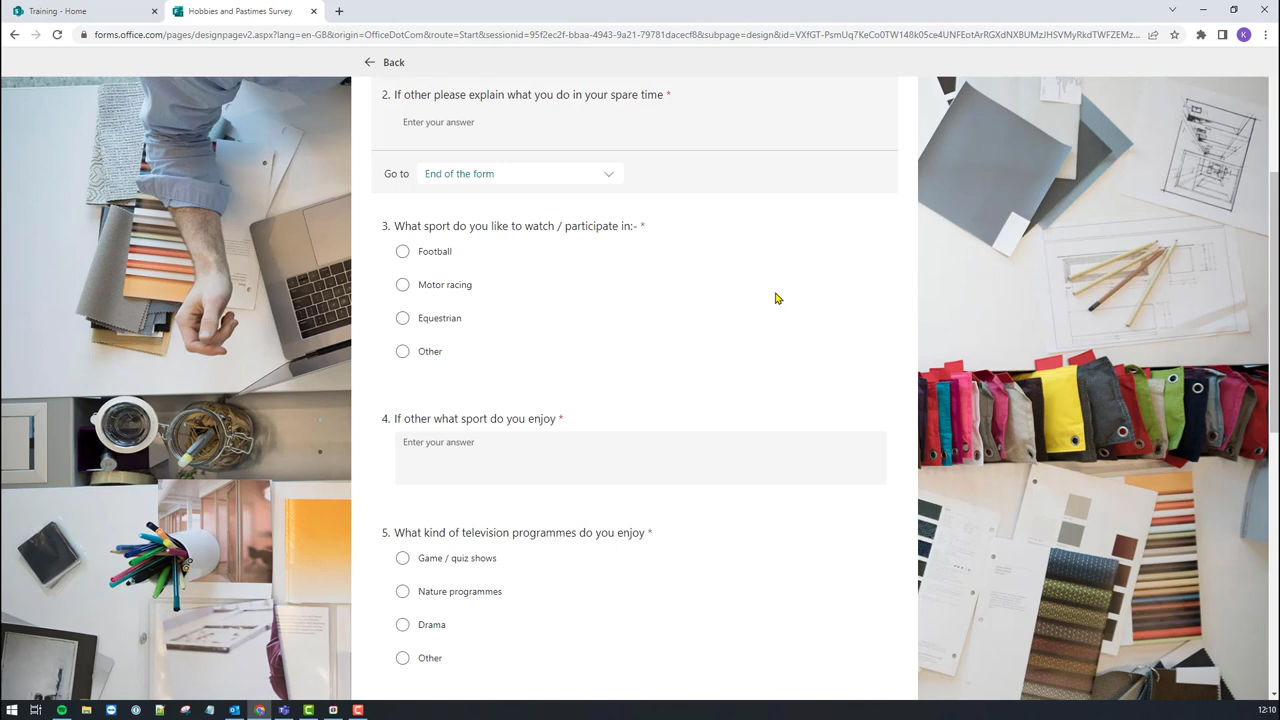 Training - Home
Hobbies and Pastimes Survey
forms.office.com/pages/designpagev2.aspx?lang=en-GB&origin=OfficeDotCom&route=Start&sessionid=95f2ec2f-bbaa-4943-9a21-79781dacecf8&subpage=design&id=VXfGT-PsmUq7KeCo0TW148k05ce4UNFEotArRGXdNXBUMzJHSVMyRkdTWFZEMz...
K
Back
2. If other please explain what you do in your spare time *
Enter your answer
Go to
End of the form
3. What sport do you like to watch / participate in:- *
Football
Motor racing
Equestrian
Other
4. If other what sport do you enjoy *
Enter your answer
5. What kind of television programmes do you enjoy *
Game / quiz shows
Nature programmes
Drama
Other
12:10